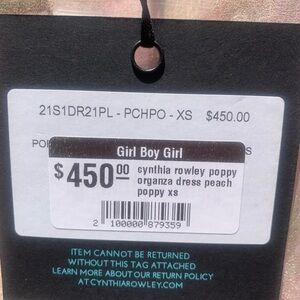 21S1DR21PL - PCHPO - XS $450.00
Girl Boy Girl
$450.00 cynthia rowley poppy
organza dress peach
poppy xs
2 100000 879359
ITEM CANNOT BE RETURNED
WITHOUT THIS TAG ATTACHED
LEARN MORE ABOUT OUR RETURN POLICY
AT CYNTHIAROWLEY.COM